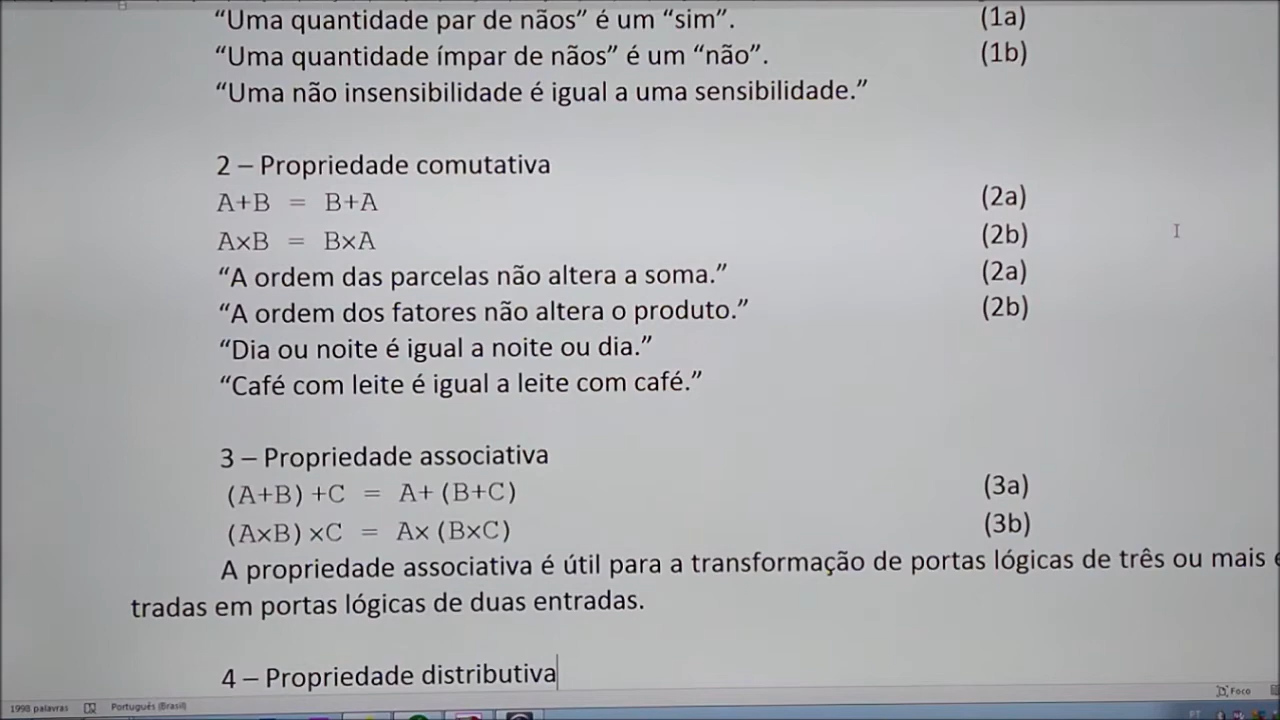 “Uma quantidade par de nãos” é um “sim”. (1a)
“Uma quantidade ímpar de nãos” é um “não”. (1b)
“Uma não insensibilidade é igual a uma sensibilidade.”
2 – Propriedade comutativa
A+B = B+A (2a)
A×B = B×A (2b)
“A ordem das parcelas não altera a soma.” (2a)
“A ordem dos fatores não altera o produto.” (2b)
“Dia ou noite é igual a noite ou dia.”
“Café com leite é igual a leite com café.”
3 – Propriedade associativa
(A+B)+C = A+(B+C) (3a)
(A×B)×C = A×(B×C) (3b)
A propriedade associativa é útil para a transformação de portas lógicas de três ou mais e
tradas em portas lógicas de duas entradas.
4 – Propriedade distributiva
1998 palavras Português (Brasil) Foco
PT